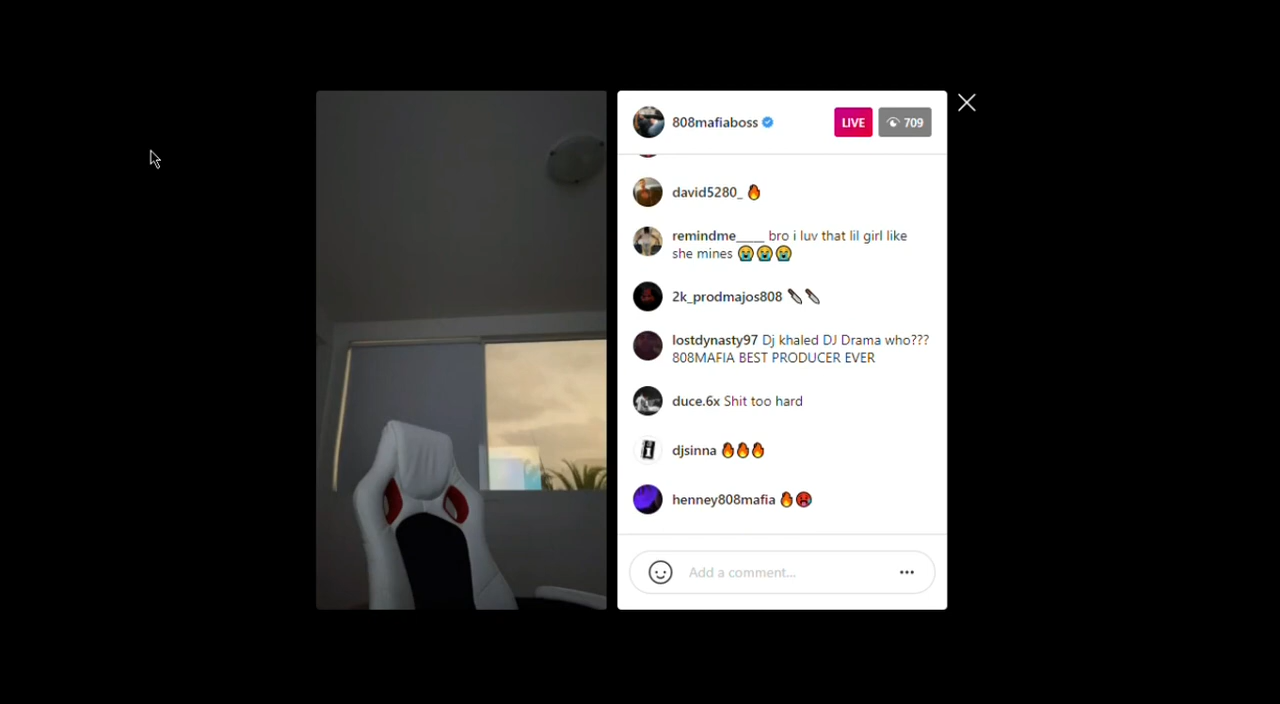 808mafiaboss
LIVE
709
david5280_ 🔥
remindme_____ bro i luv that lil girl like
she mines 😭😭😭
2k_prodmajos808 🔪🔪
lostdynasty97 Dj khaled DJ Drama who???
808MAFIA BEST PRODUCER EVER
duce.6x Shit too hard
djsinna 🔥🔥🔥
henney808mafia 🔥🥵
Add a comment...